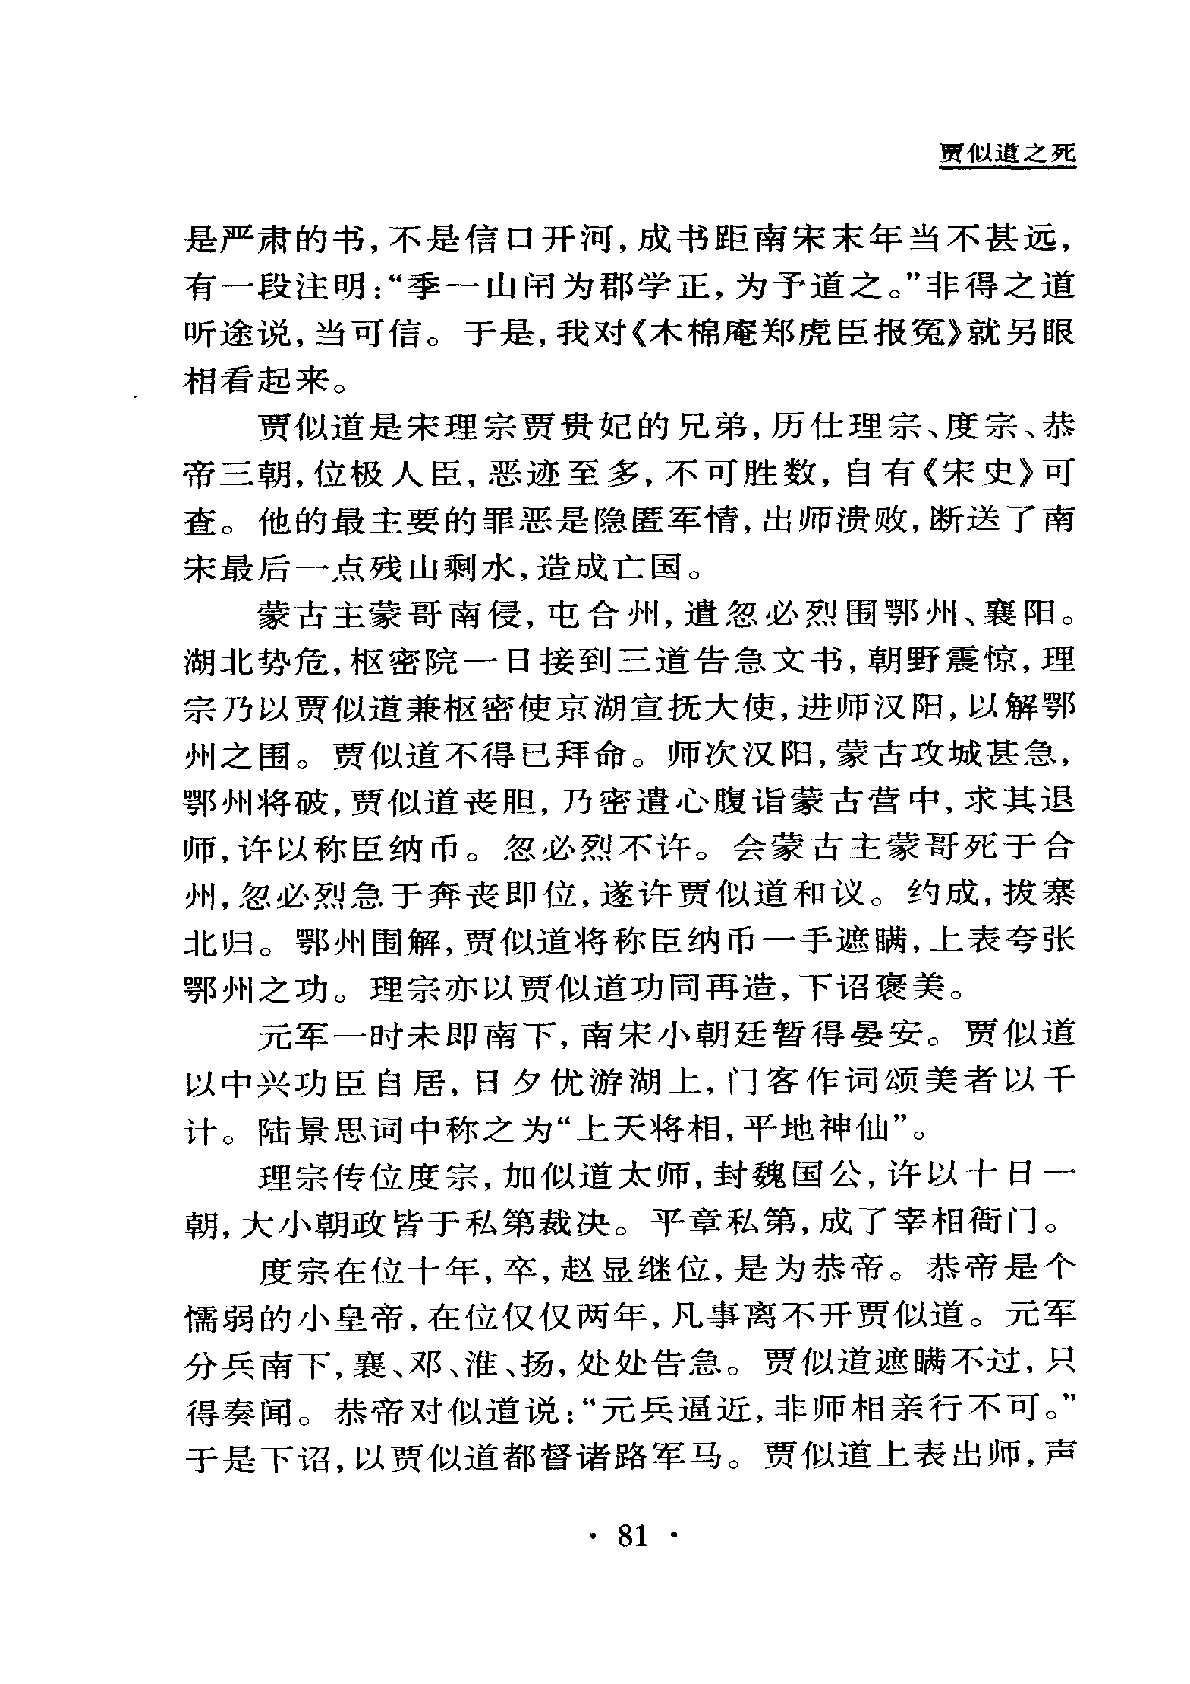 贾似道之死
是严肃的书,不是信口开河,成书距南宋末年当不甚远,
有一段注明:“季一山闬为郡学正,为予道之。”非得之道
听途说,当可信。于是,我对《木棉庵郑虎臣报冤》就另眼
相看起来。
贾似道是宋理宗贾贵妃的兄弟,历仕理宗、度宗、恭
帝三朝,位极人臣,恶迹至多,不可胜数,自有《宋史》可
查。他的最主要的罪恶是隐匿军情,出师溃败,断送了南
宋最后一点残山剩水,造成亡国。
蒙古主蒙哥南侵,屯合州,遣忽必烈围鄂州、襄阳。
湖北势危,枢密院一日接到三道告急文书,朝野震惊,理
宗乃以贾似道兼枢密使京湖宣抚大使,进师汉阳,以解鄂
州之围。贾似道不得已拜命。师次汉阳,蒙古攻城甚急,
鄂州将破,贾似道丧胆,乃密遣心腹诣蒙古营中,求其退
师,许以称臣纳币。忽必烈不许。会蒙古主蒙哥死于合
州,忽必烈急于奔丧即位,遂许贾似道和议。约成,拔寨
北归。鄂州围解,贾似道将称臣纳币一手遮瞒,上表夸张
鄂州之功。理宗亦以贾似道功同再造,下诏褒美。
元军一时未即南下,南宋小朝廷暂得晏安。贾似道
以中兴功臣自居,日夕优游湖上,门客作词颂美者以千
计。陆景思词中称之为“上天将相,平地神仙”。
理宗传位度宗,加似道太师,封魏国公,许以十日一
朝,大小朝政皆于私第裁决。平章私第,成了宰相衙门。
度宗在位十年,卒,赵显继位,是为恭帝。恭帝是个
懦弱的小皇帝,在位仅仅两年,凡事离不开贾似道。元军
分兵南下,襄、邓、淮、扬,处处告急。贾似道遮瞒不过,只
得奏闻。恭帝对似道说:“元兵逼近,非师相亲行不可。”
于是下诏,以贾似道都督诸路军马。贾似道上表出师,声
· 81 ·